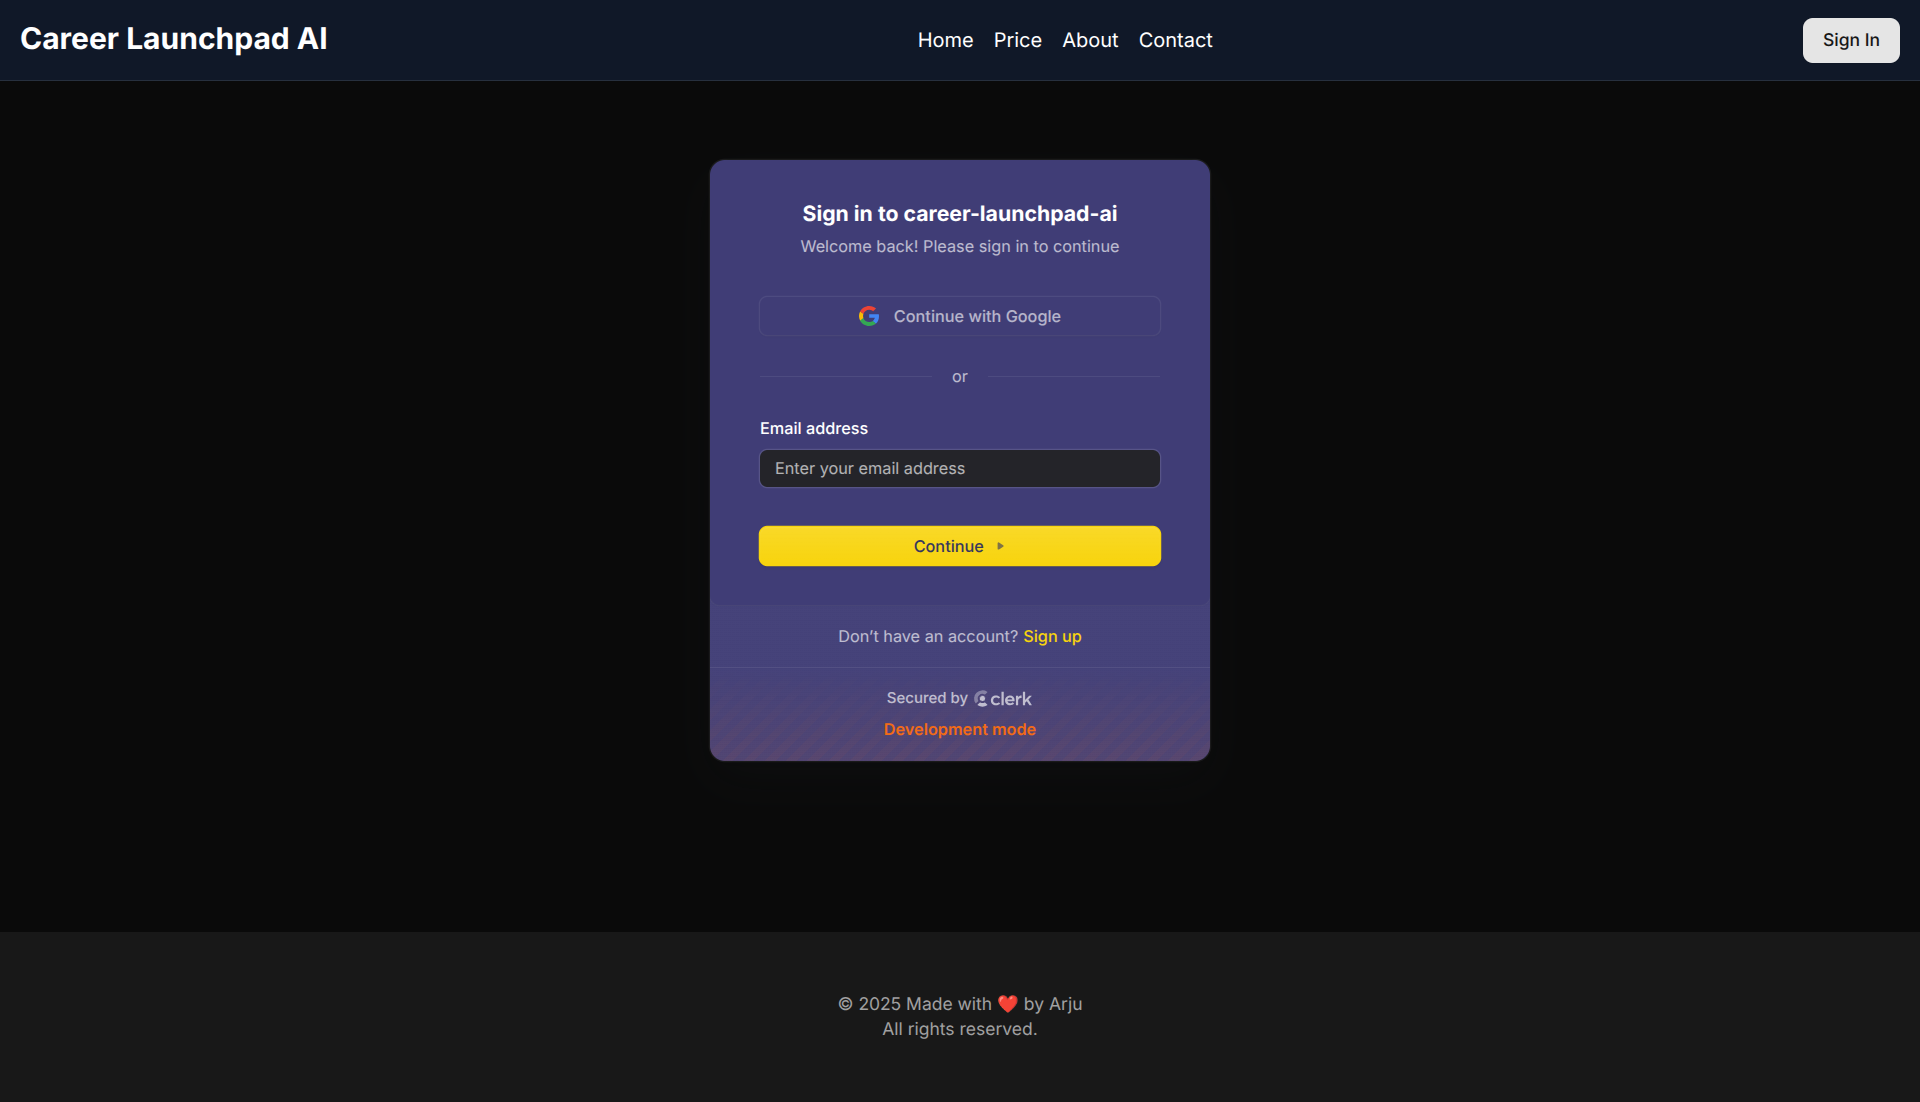 Career Launchpad AI
Home Price About Contact
Sign In
Sign in to career-launchpad-ai
Welcome back! Please sign in to continue
Continue with Google
or
Email address
Enter your email address
Continue
Don’t have an account? Sign up
Secured by clerk
Development mode
© 2025 Made with ❤️ by Arju
All rights reserved.